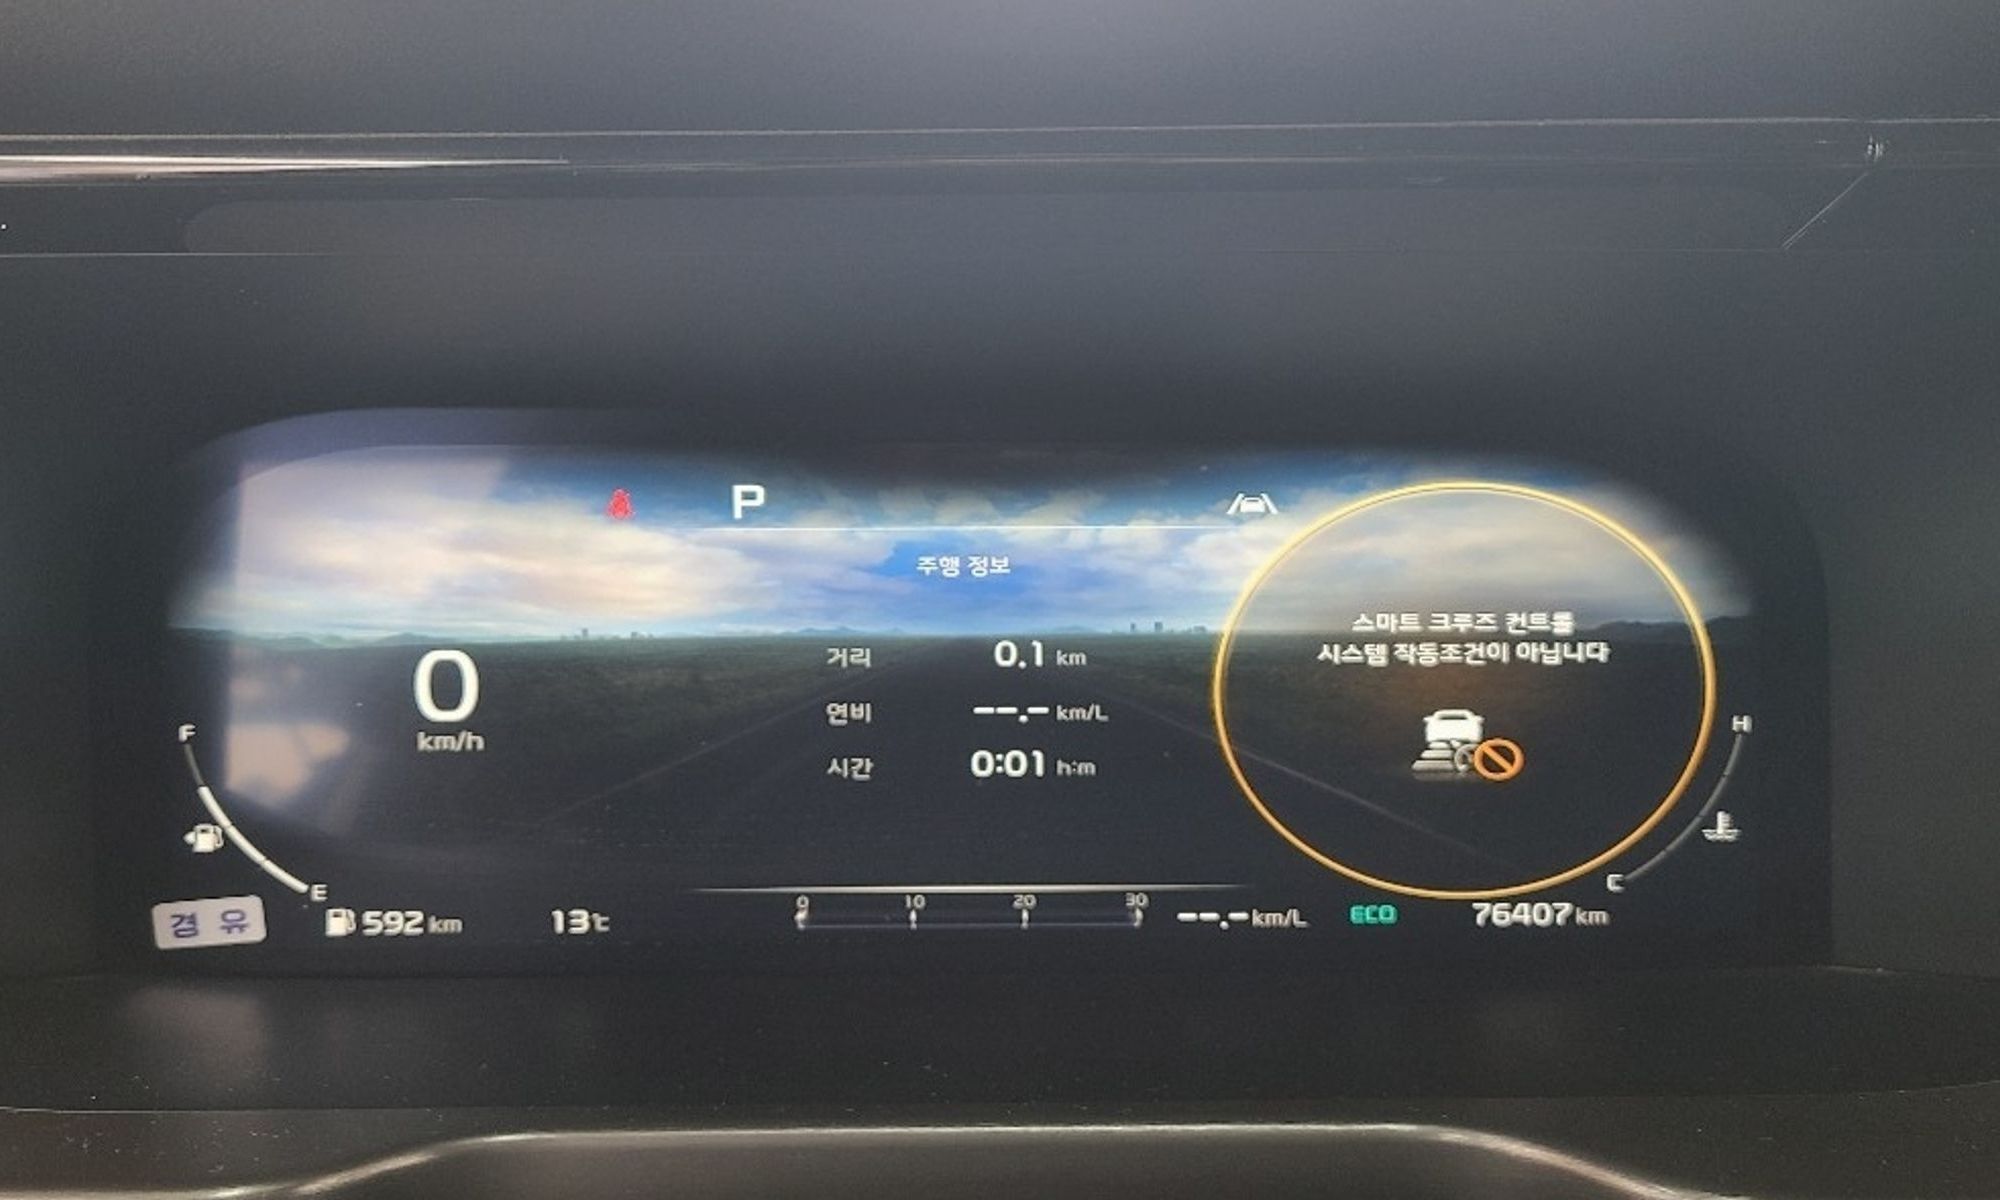 P
주행 정보
스마트 크루즈 컨트롤
시스템 작동조건이 아닙니다
0
km/h
거리 0.1 km
연비 --.- km/L
시간 0:01 h:m
F
E
H
C
경 유
592 km
13℃
0 10 20 30
--.- km/L
ECO
76407 km